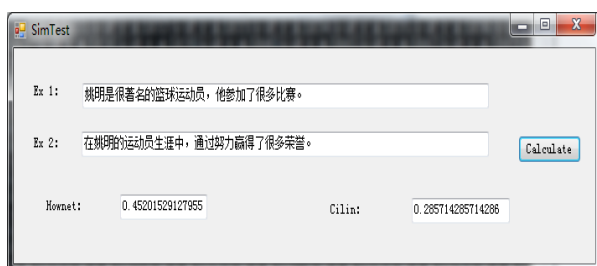 SimTest
Ex 1: 姚明是很著名的篮球运动员，他参加了很多比赛。
Ex 2: 在姚明的运动员生涯中，通过努力赢得了很多荣誉。
Calculate
Hownet: 0.45201529127955 Cilin: 0.285714285714286